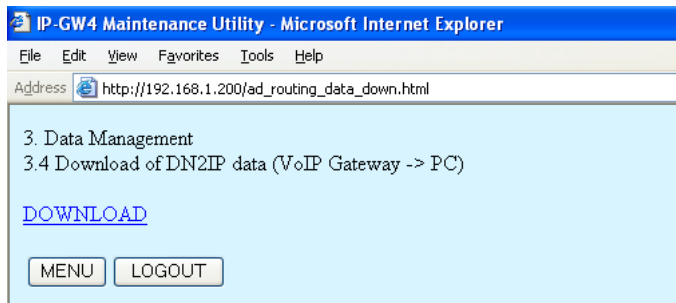 IP-GW4 Maintenance Utility - Microsoft Internet Explorer
File Edit View Favorites Tools Help
Address http://192.168.1.200/ad_routing_data_down.html
3. Data Management
3.4 Download of DN2IP data (VoIP Gateway -> PC)
DOWNLOAD
MENU LOGOUT